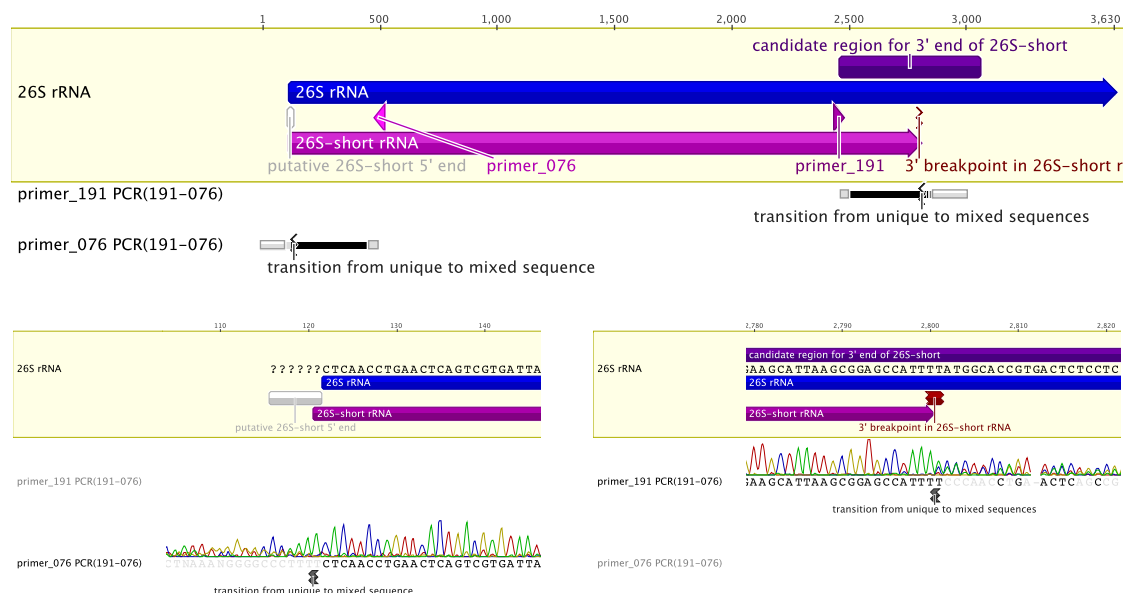 1 500 1,000 1,500 2,000 2,500 3,000 3,630
candidate region for 3' end of 26S-short
26S rRNA 26S rRNA
26S-short rRNA
putative 26S-short 5' end primer_076 primer_191 3' breakpoint in 26S-short r
primer_191 PCR(191-076)
transition from unique to mixed sequences
primer_076 PCR(191-076)
transition from unique to mixed sequence
110 120 130 140
26S rRNA ??????CTCAACCTGAACTCAGTCGTGATTA
26S rRNA
26S-short rRNA
putative 26S-short 5' end
primer_191 PCR(191-076)
primer_076 PCR(191-076) CTNAAANGGGGCCCTTTTCTCAACCTGAACTCAGTCGTGATTA
transition from unique to mixed sequence
2,780 2,790 2,800 2,810 2,820
candidate region for 3' end of 26S-short
26S rRNA GAAGCATTAAGCGGAGCCATTTTATGGCACCGTGACTCTCCTC
26S rRNA
26S-short rRNA
3' breakpoint in 26S-short rRNA
primer_191 PCR(191-076) GAAGCATTAAGCGGAGCCATTTTCCCAACCTGA-ACTCAGCCG
transition from unique to mixed sequences
primer_076 PCR(191-076)